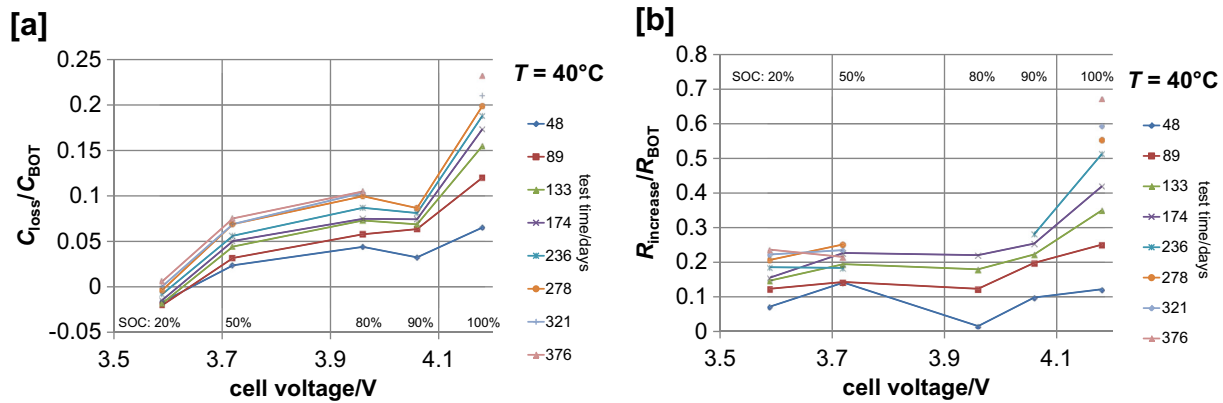 [a]
0.25
0.2
0.15
0.1
0.05
0
-0.05
C_loss/C_BOT
SOC: 20% 50% 80% 90% 100%
3.5 3.7 3.9 4.1
cell voltage/V
T = 40°C
48
89
133
174
236
278
321
376
test time/days
[b]
0.8
0.7
0.6
0.5
0.4
0.3
0.2
0.1
0
R_increase/R_BOT
SOC: 20% 50% 80% 90% 100%
3.5 3.7 3.9 4.1
cell voltage/V
T = 40°C
48
89
133
174
236
278
321
376
test time/days